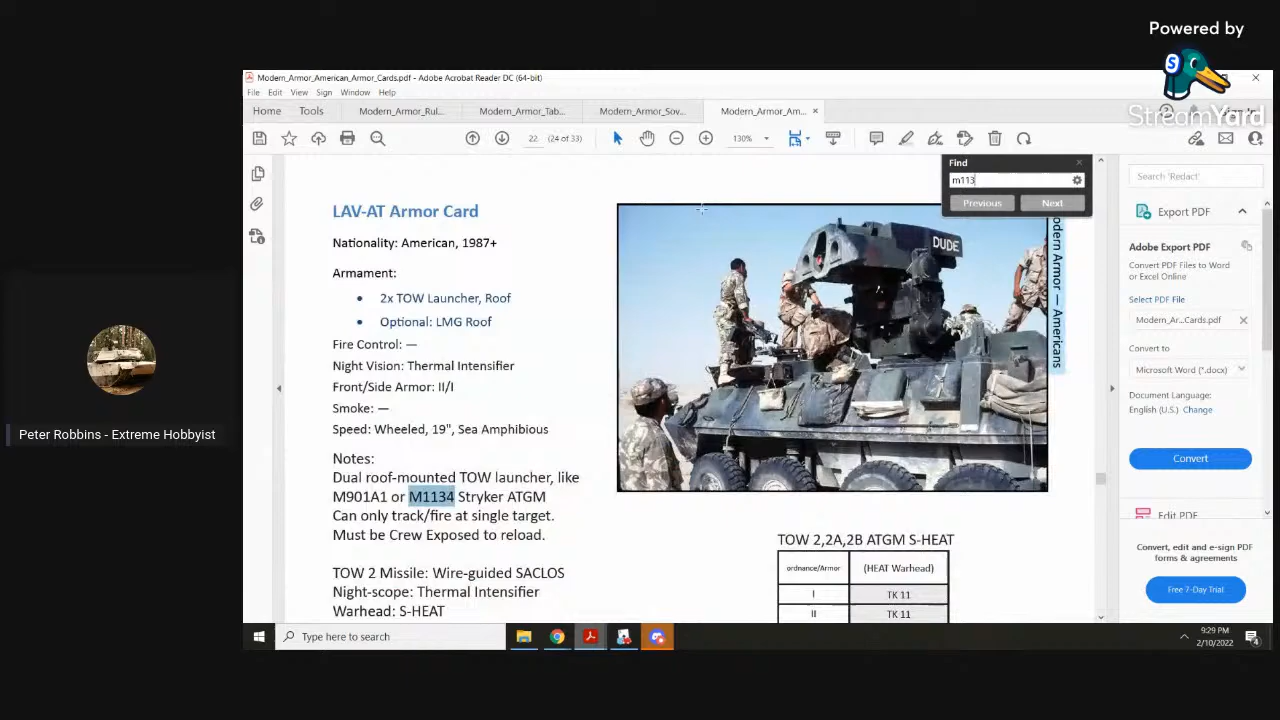 Powered by
S
StreamYard
Modern_Armor_American_Armor_Cards.pdf - Adobe Acrobat Reader DC (64-bit)
File Edit View Sign Window Help
Home Tools Modern_Armor_Rul... Modern_Armor_Tab... Modern_Armor_Sov... Modern_Armor_Am... ×
22 (24 of 33) 130%
Find
m113
Previous Next
LAV-AT Armor Card
Nationality: American, 1987+
Armament:
• 2x TOW Launcher, Roof
• Optional: LMG Roof
Fire Control: —
Night Vision: Thermal Intensifier
Front/Side Armor: II/I
Smoke: —
Speed: Wheeled, 19", Sea Amphibious
Notes:
Dual roof-mounted TOW launcher, like
M901A1 or M1134 Stryker ATGM
Can only track/fire at single target.
Must be Crew Exposed to reload.
TOW 2 Missile: Wire-guided SACLOS
Night-scope: Thermal Intensifier
Warhead: S-HEAT
DUDE
odern Armor — Americans
TOW 2,2A,2B ATGM S-HEAT
ordnance/Armor (HEAT Warhead)
I TK 11
II TK 11
Search 'Redact'
Export PDF
Adobe Export PDF
Convert PDF Files to Word
or Excel Online
Select PDF File
Modern_Ar...Cards.pdf
Convert to
Microsoft Word (*.docx)
Document Language:
English (U.S.) Change
Convert
Edit PDF
Convert, edit and e-sign PDF
forms & agreements
Free 7-Day Trial
Peter Robbins - Extreme Hobbyist
Type here to search
9:29 PM
2/10/2022
4